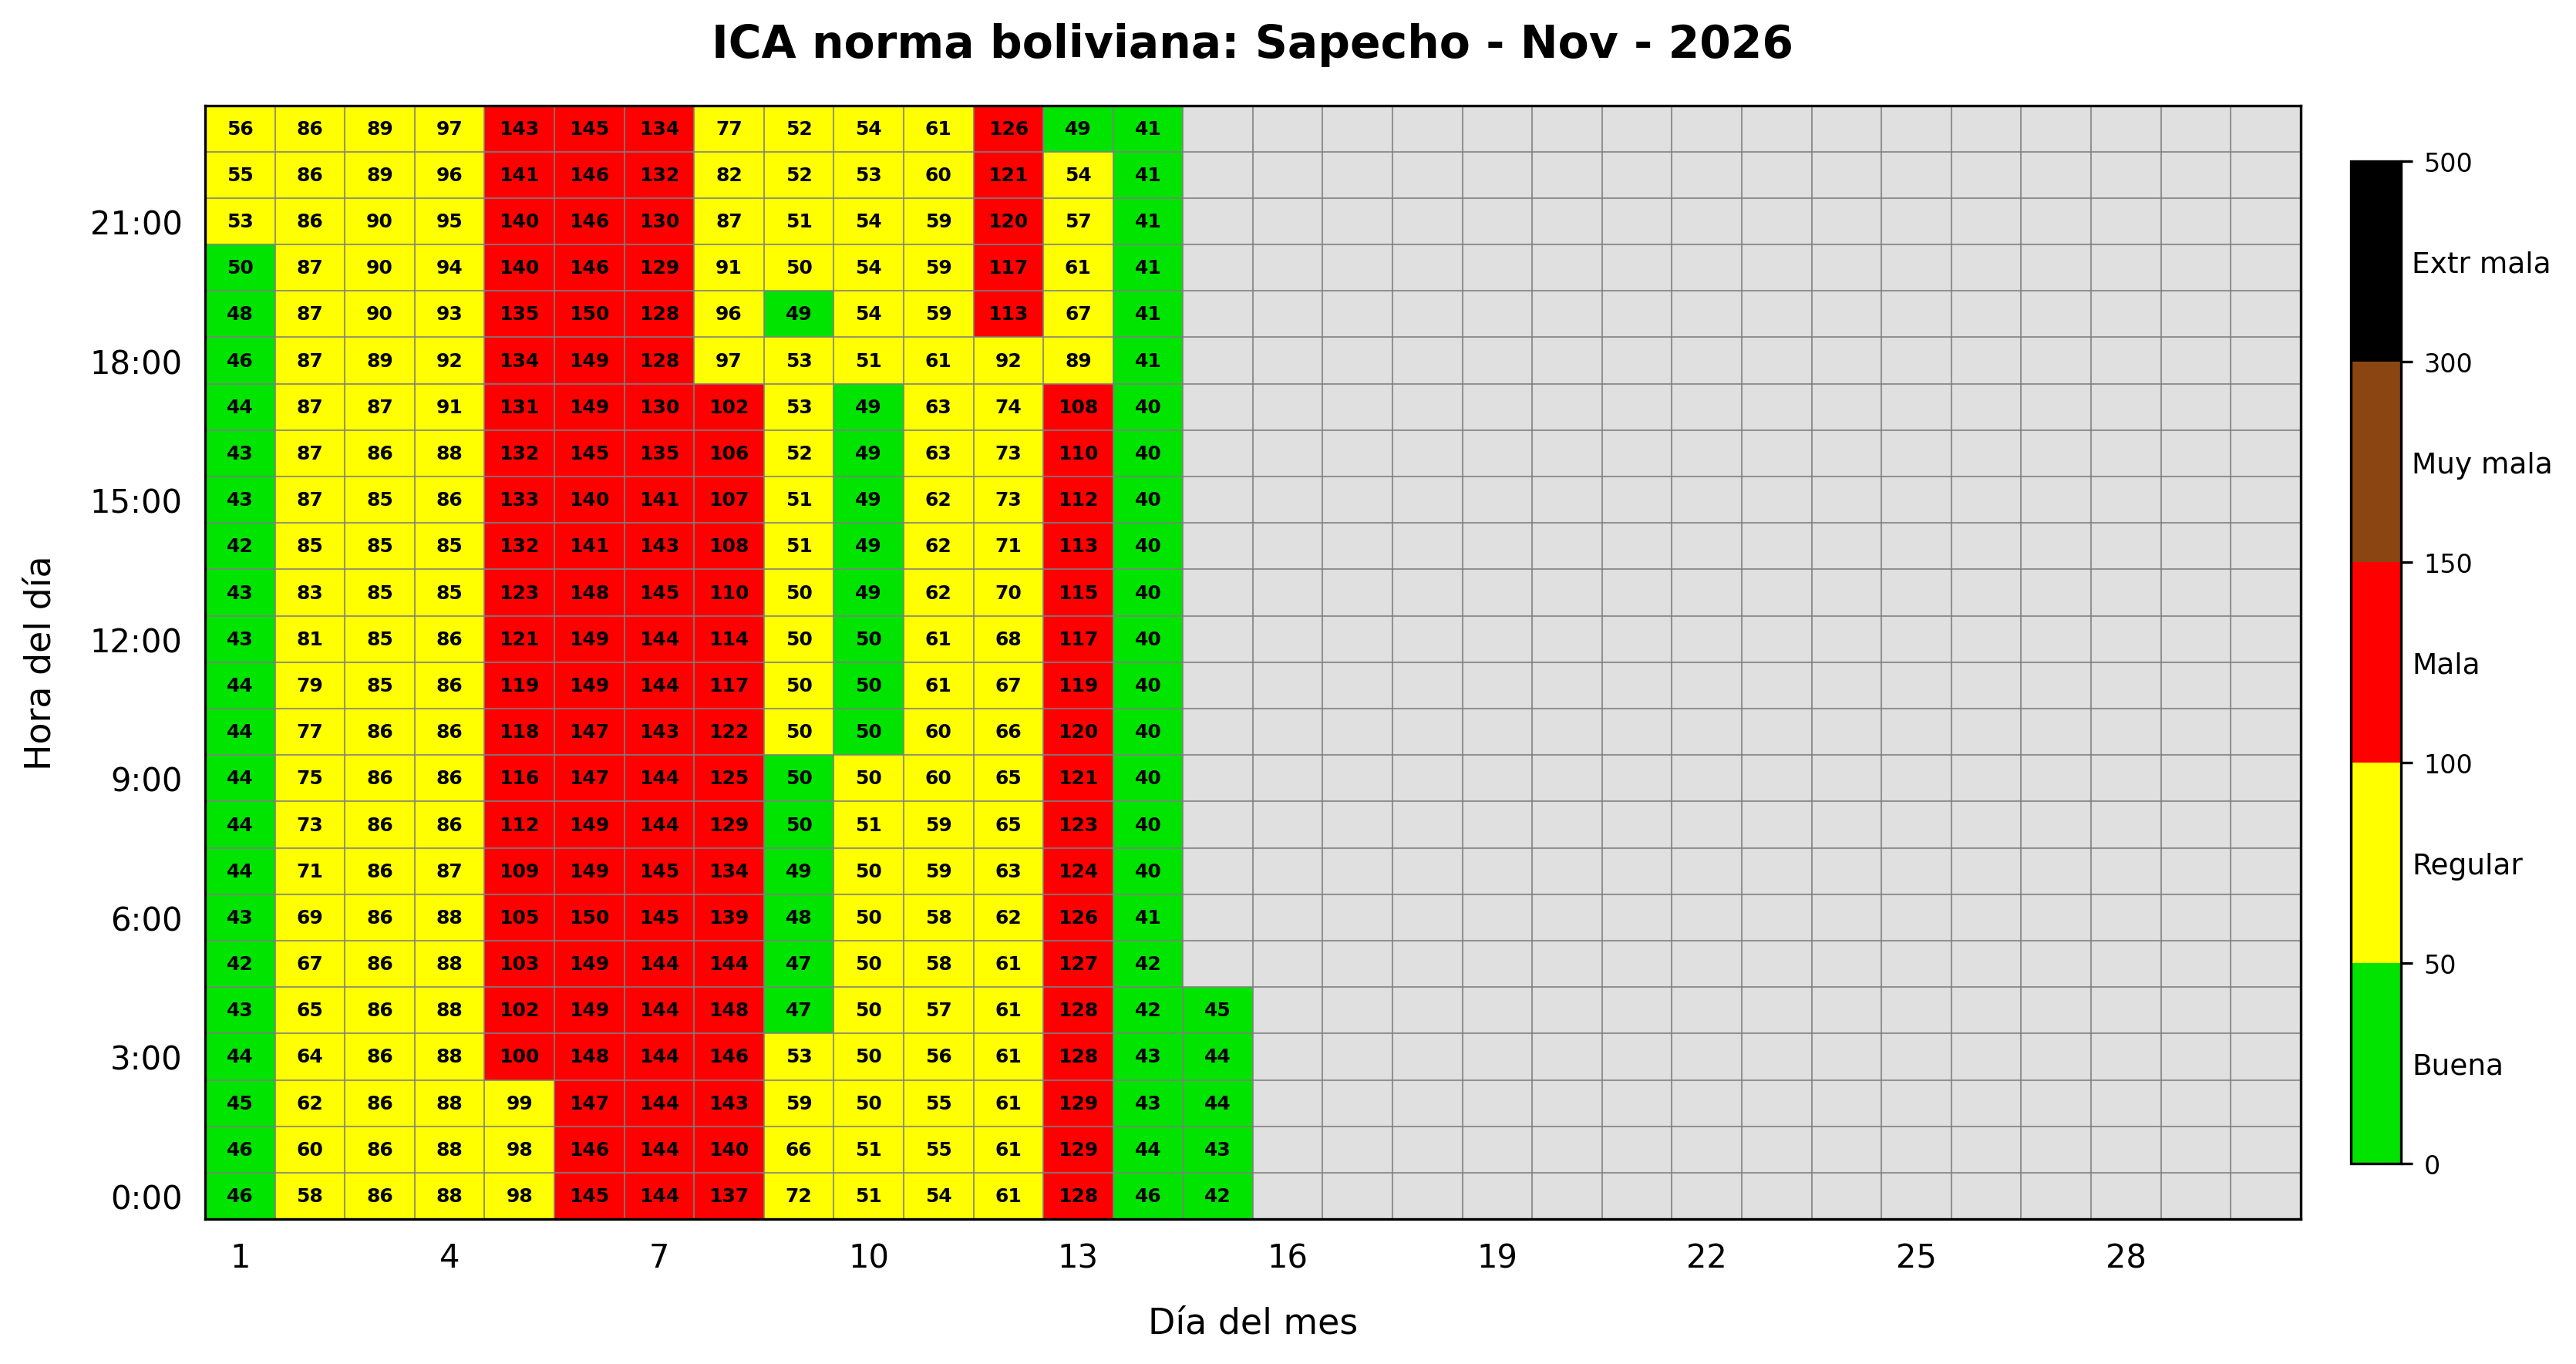 ICA norma boliviana: Sapecho - Nov - 2026
56 86 89 97 143 145 134 77 52 54 61 126 49 41
55 86 89 96 141 146 132 82 52 53 60 121 54 41
21:00 53 86 90 95 140 146 130 87 51 54 59 120 57 41
50 87 90 94 140 146 129 91 50 54 59 117 61 41
48 87 90 93 135 150 128 96 49 54 59 113 67 41
18:00 46 87 89 92 134 149 128 97 53 51 61 92 89 41
44 87 87 91 131 149 130 102 53 49 63 74 108 40
43 87 86 88 132 145 135 106 52 49 63 73 110 40
15:00 43 87 85 86 133 140 141 107 51 49 62 73 112 40
42 85 85 85 132 141 143 108 51 49 62 71 113 40
43 83 85 85 123 148 145 110 50 49 62 70 115 40
12:00 43 81 85 86 121 149 144 114 50 50 61 68 117 40
44 79 85 86 119 149 144 117 50 50 61 67 119 40
44 77 86 86 118 147 143 122 50 50 60 66 120 40
9:00 44 75 86 86 116 147 144 125 50 50 60 65 121 40
44 73 86 86 112 149 144 129 50 51 59 65 123 40
44 71 86 87 109 149 145 134 49 50 59 63 124 40
6:00 43 69 86 88 105 150 145 139 48 50 58 62 126 41
42 67 86 88 103 149 144 144 47 50 58 61 127 42
43 65 86 88 102 149 144 148 47 50 57 61 128 42 45
3:00 44 64 86 88 100 148 144 146 53 50 56 61 128 43 44
45 62 86 88 99 147 144 143 59 50 55 61 129 43 44
46 60 86 88 98 146 144 140 66 51 55 61 129 44 43
0:00 46 58 86 88 98 145 144 137 72 51 54 61 128 46 42
1 4 7 10 13 16 19 22 25 28
Día del mes
Hora del día
500
Extr mala
300
Muy mala
150
Mala
100
Regular
50
Buena
0